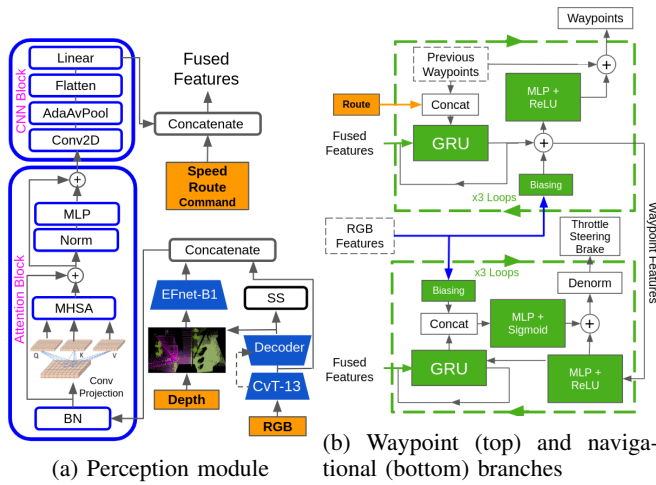 CNN Block
Linear
Flatten
AdaAvPool
Conv2D
Fused
Features
Concatenate
Speed
Route
Command
Attention Block
MLP
Norm
MHSA
Q
K
V
Conv
Projection
BN
Concatenate
EFnet-B1
SS
Decoder
CvT-13
Depth
RGB
(a) Perception module
Waypoints
Previous
Waypoints
Route
Concat
MLP +
ReLU
Fused
Features
GRU
Biasing
x3 Loops
RGB
Features
Waypoint Features
Throttle
Steering
Brake
x3 Loops
Biasing
Denorm
Concat
MLP +
Sigmoid
Fused
Features
GRU
MLP +
ReLU
(b) Waypoint (top) and naviga-
tional (bottom) branches